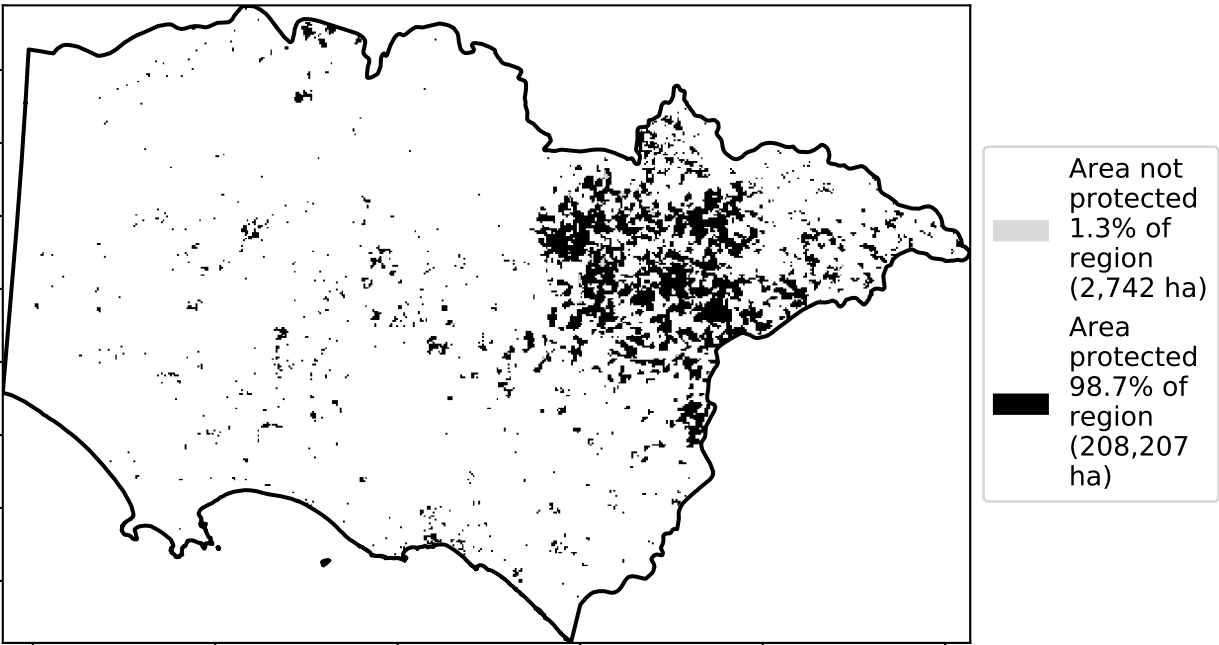 Area not
protected
1.3% of
region
(2,742 ha)
Area
protected
98.7% of
region
(208,207
ha)